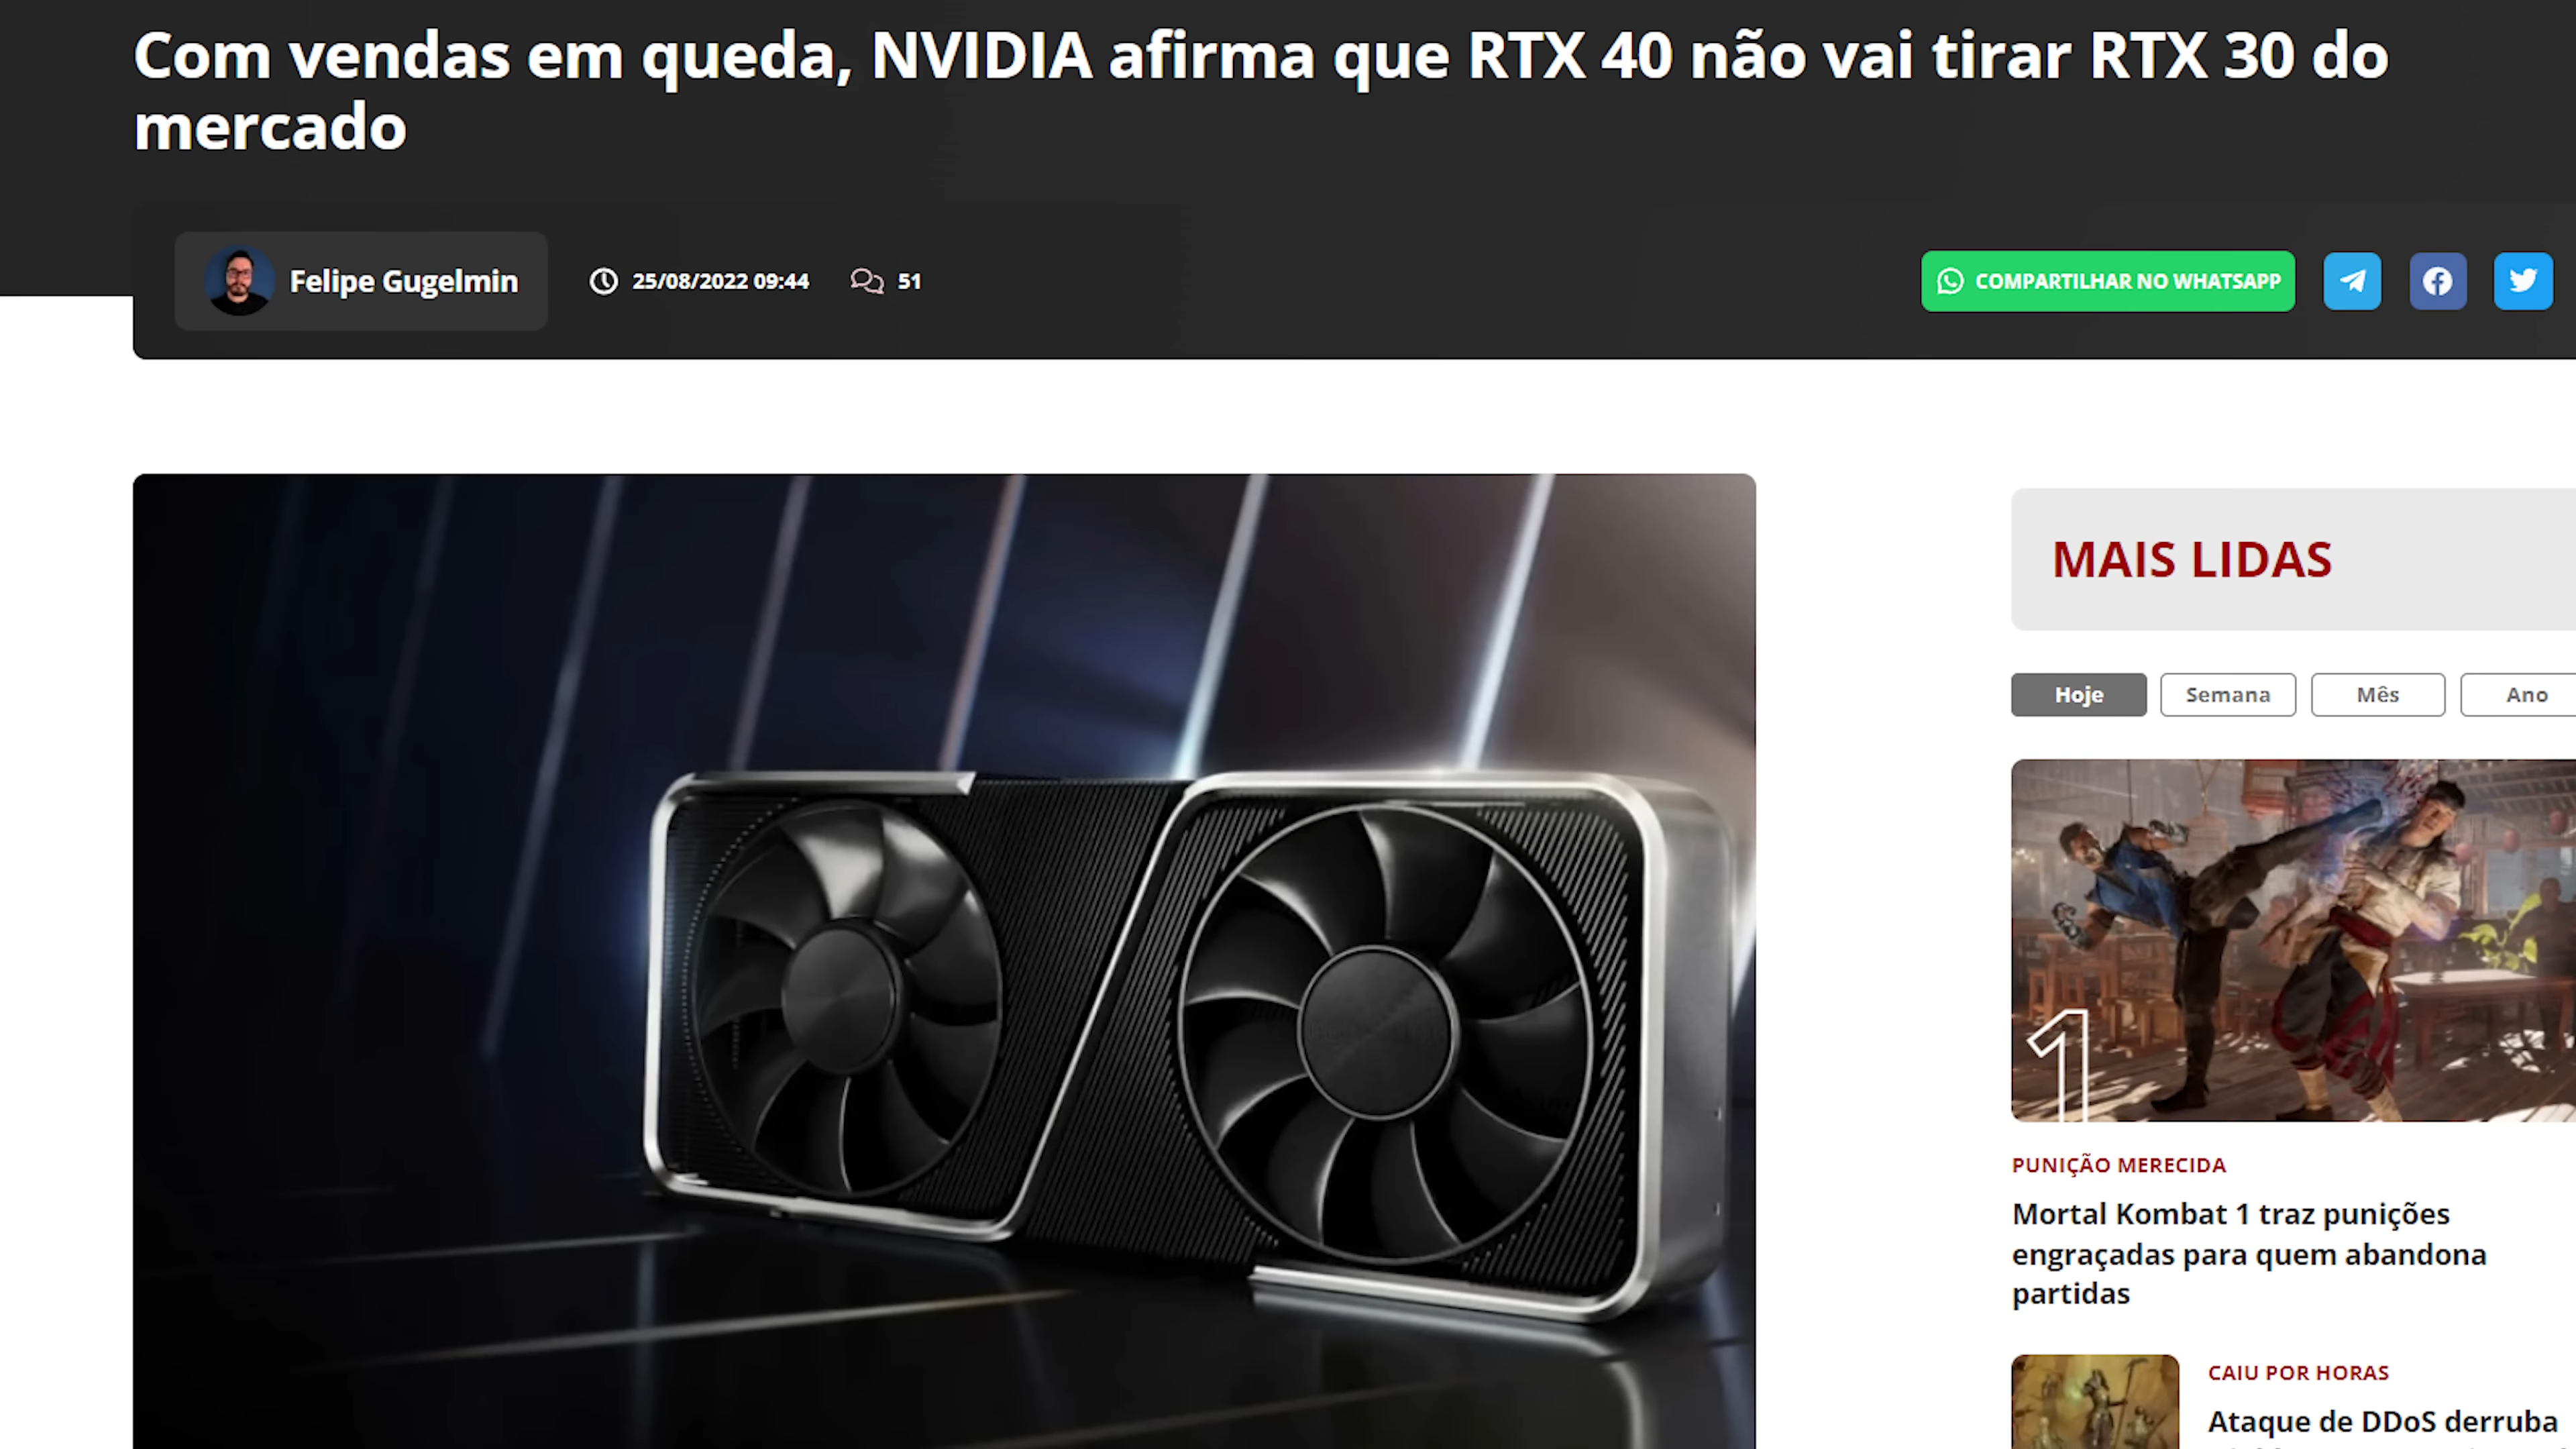 Com vendas em queda, NVIDIA afirma que RTX 40 não vai tirar RTX 30 do
mercado
Felipe Gugelmin
25/08/2022 09:44
51
COMPARTILHAR NO WHATSAPP
MAIS LIDAS
Hoje
Semana
Mês
Ano
1
PUNIÇÃO MERECIDA
Mortal Kombat 1 traz punições
engraçadas para quem abandona
partidas
CAIU POR HORAS
Ataque de DDoS derruba